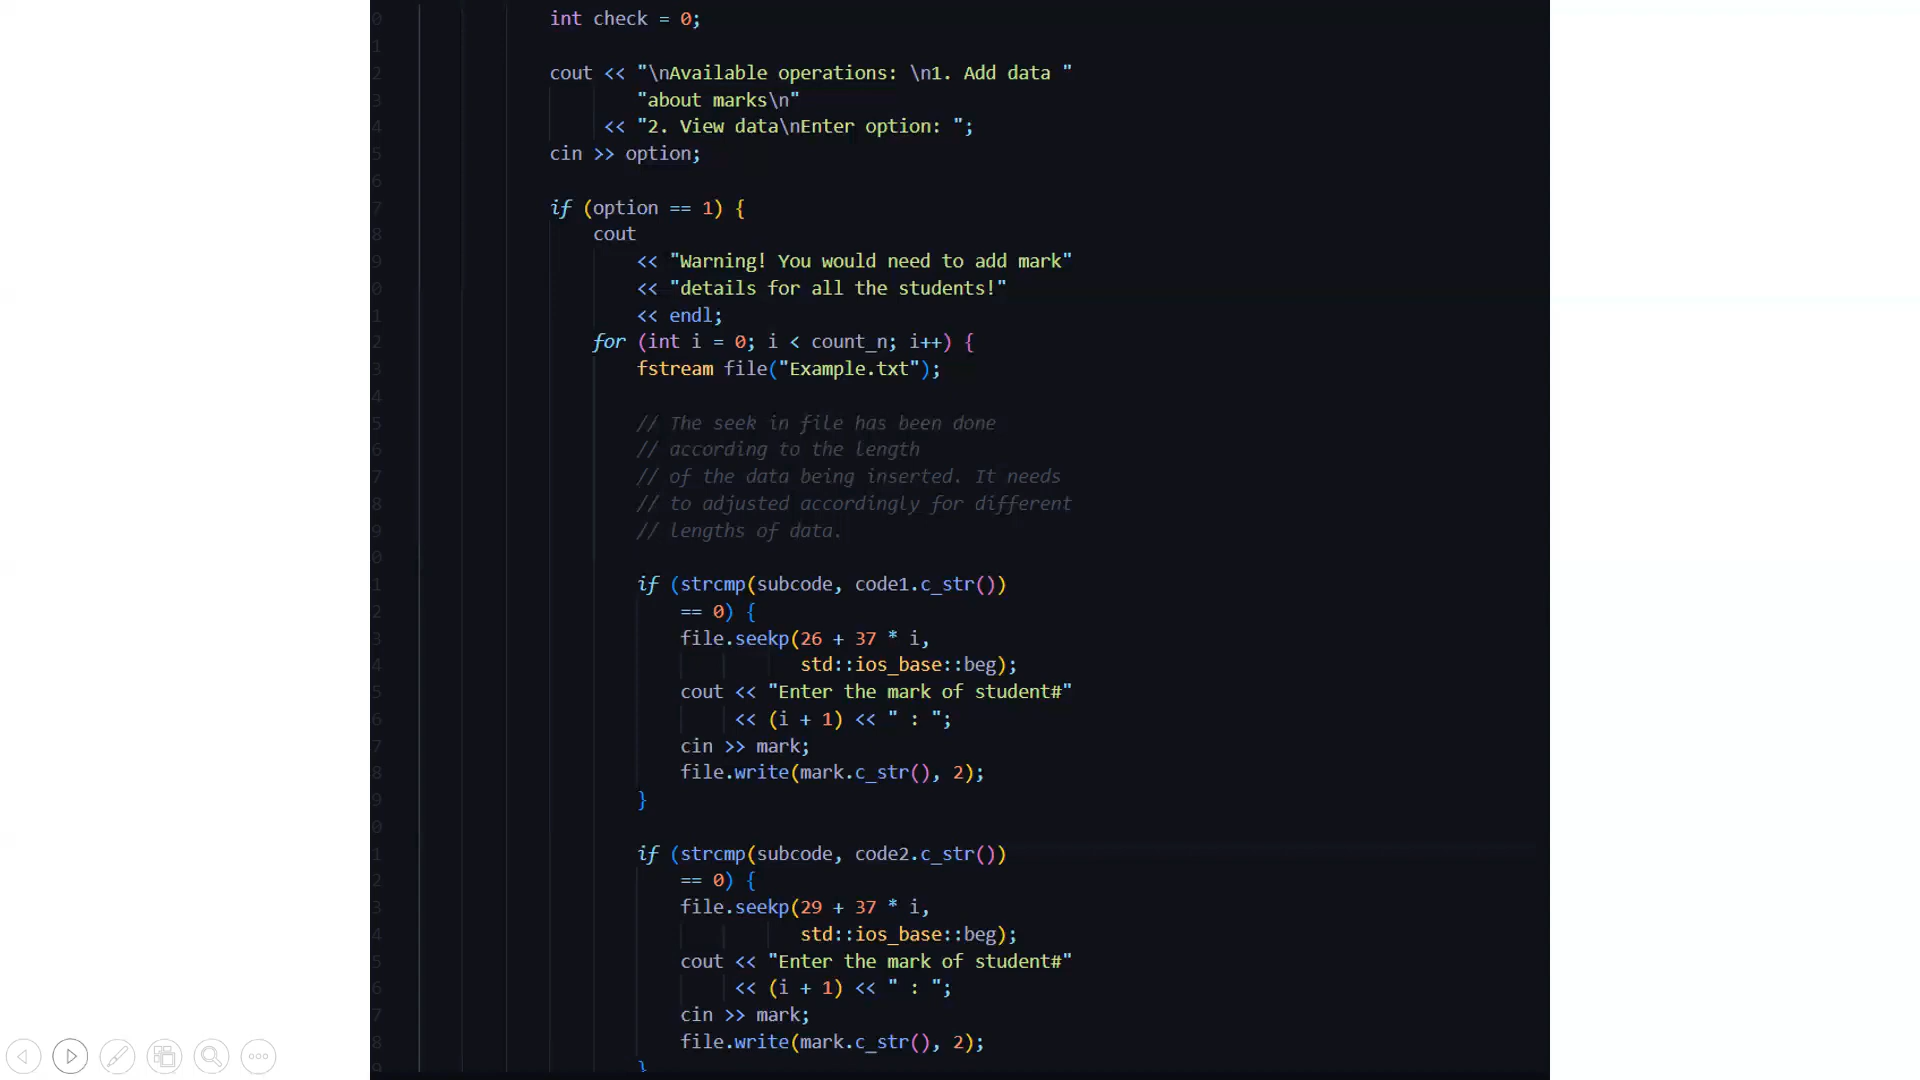 int check = 0;
cout << "\nAvailable operations: \n1. Add data "
"about marks\n"
<< "2. View data\nEnter option: ";
cin >> option;
if (option == 1) {
cout
<< "Warning! You would need to add mark"
<< "details for all the students!"
<< endl;
for (int i = 0; i < count_n; i++) {
fstream file("Example.txt");
// The seek in file has been done
// according to the length
// of the data being inserted. It needs
// to adjusted accordingly for different
// lengths of data.
if (strcmp(subcode, code1.c_str())
== 0) {
file.seekp(26 + 37 * i,
std::ios_base::beg);
cout << "Enter the mark of student#"
<< (i + 1) << " : ";
cin >> mark;
file.write(mark.c_str(), 2);
}
if (strcmp(subcode, code2.c_str())
== 0) {
file.seekp(29 + 37 * i,
std::ios_base::beg);
cout << "Enter the mark of student#"
<< (i + 1) << " : ";
cin >> mark;
file.write(mark.c_str(), 2);
}